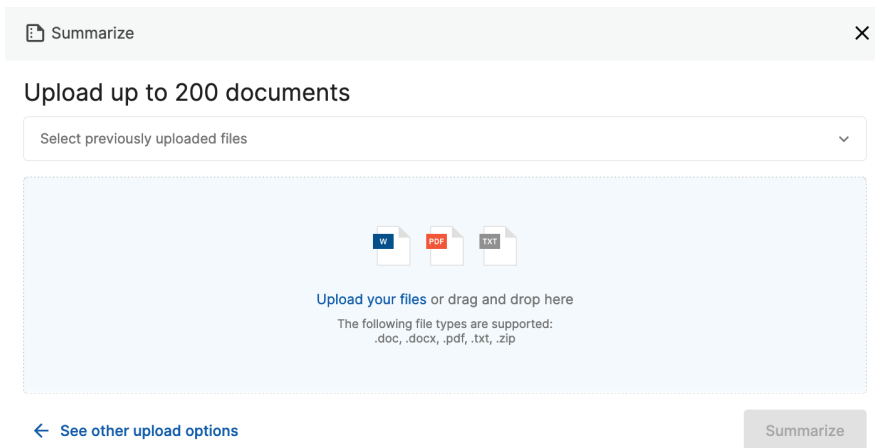 Summarize
Upload up to 200 documents
Select previously uploaded files
W PDF TXT
Upload your files or drag and drop here
The following file types are supported:
.doc, .docx, .pdf, .txt, .zip
See other upload options
Summarize